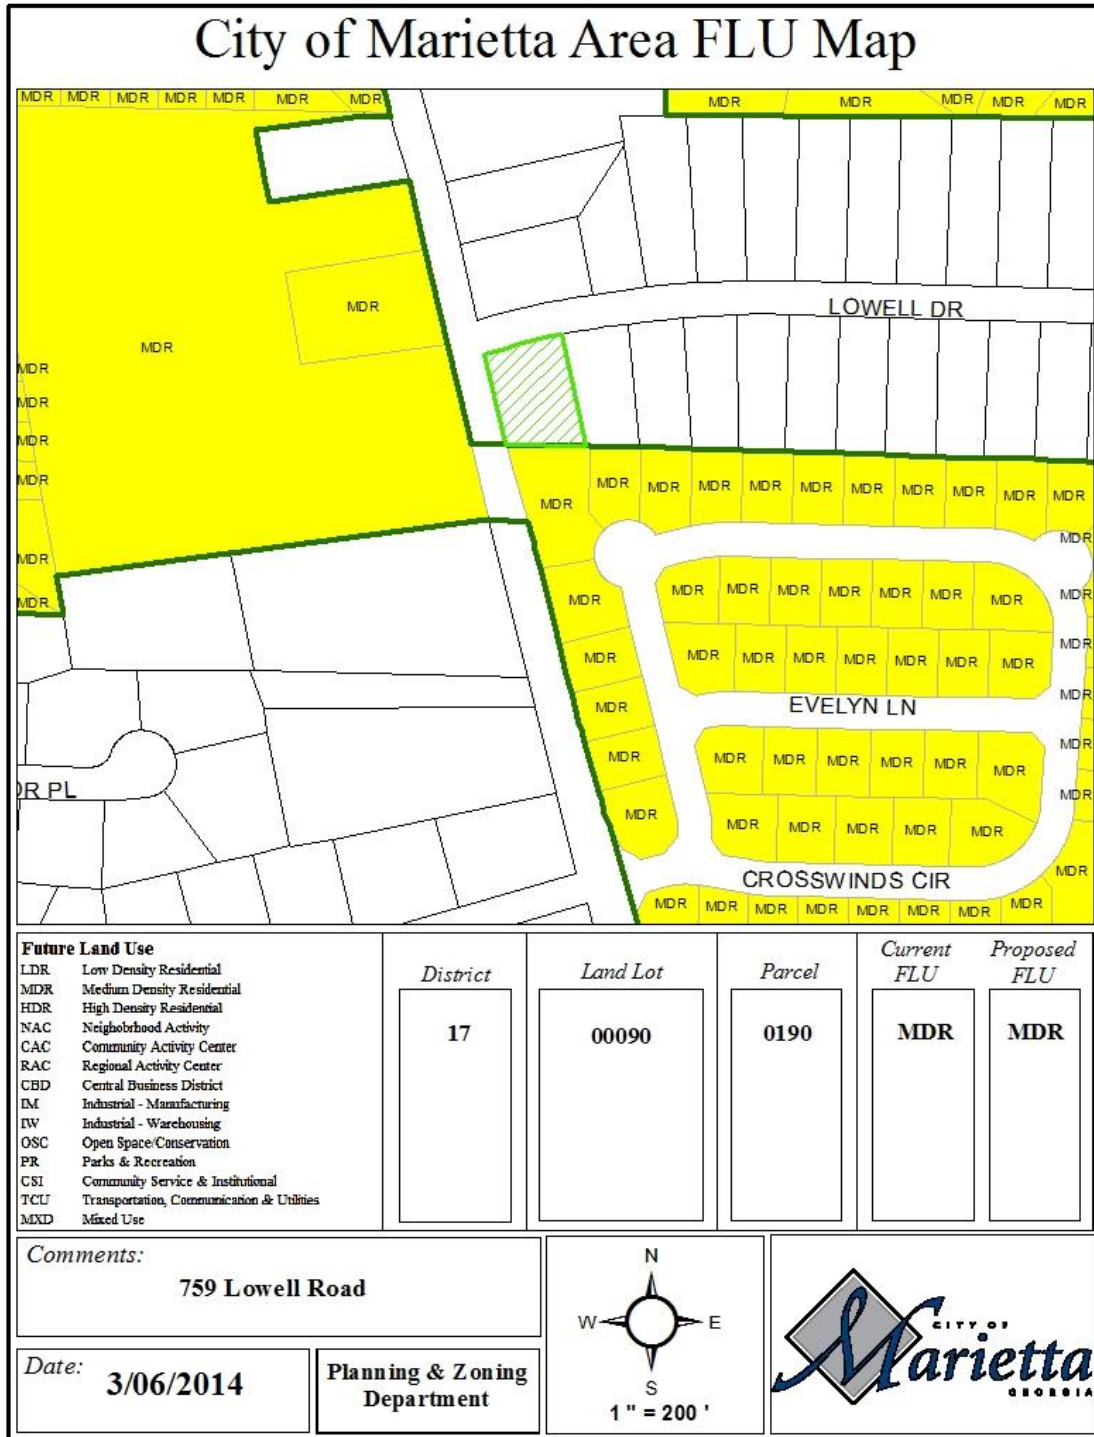 City of Marietta Area FLU Map
MDR MDR MDR MDR MDR MDR MDR
MDR MDR MDR MDR MDR
MDR
LOWELL DR
MDR
MDR
MDR
MDR
MDR
MDR
MDR
MDR MDR MDR MDR MDR MDR MDR MDR MDR MDR MDR
MDR
MDR
MDR MDR MDR MDR MDR MDR MDR
MDR
MDR
MDR MDR MDR MDR MDR MDR MDR
MDR
MDR
MDR
EVELYN LN
MDR
MDR
MDR MDR MDR MDR MDR MDR
MDR
OR PL
MDR
MDR MDR MDR MDR MDR
MDR
CROSSWINDS CIR
MDR
MDR MDR MDR MDR MDR MDR MDR MDR
Future Land Use
LDR Low Density Residential
MDR Medium Density Residential
HDR High Density Residential
NAC Neighobrhood Activity
CAC Community Activity Center
RAC Regional Activity Center
CBD Central Business District
IM Industrial - Manufacturing
IW Industrial - Warehousing
OSC Open Space/Conservation
PR Parks & Recreation
CSI Community Service & Institutional
TCU Transportation, Communication & Utilities
MXD Mixed Use
District
17
Land Lot
00090
Parcel
0190
Current
FLU
MDR
Proposed
FLU
MDR
Comments:
759 Lowell Road
Date:
3/06/2014
Planning & Zoning
Department
N
W E
S
1 " = 200 '
CITY OF
Marietta
GEORGIA